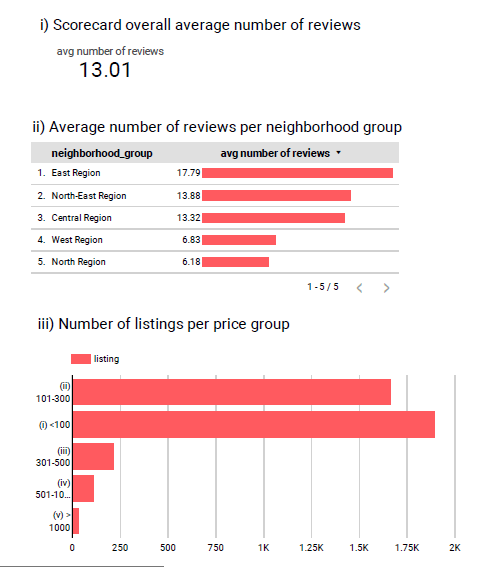 i) Scorecard overall average number of reviews
avg number of reviews
13.01
ii) Average number of reviews per neighborhood group
neighborhood_group avg number of reviews
1. East Region 17.79
2. North-East Region 13.88
3. Central Region 13.32
4. West Region 6.83
5. North Region 6.18
1 - 5 / 5
iii) Number of listings per price group
listing
(ii)
101-300
(i) <100
(iii)
301-500
(iv)
501-10...
(v) >
1000
0 250 500 750 1K 1.25K 1.5K 1.75K 2K